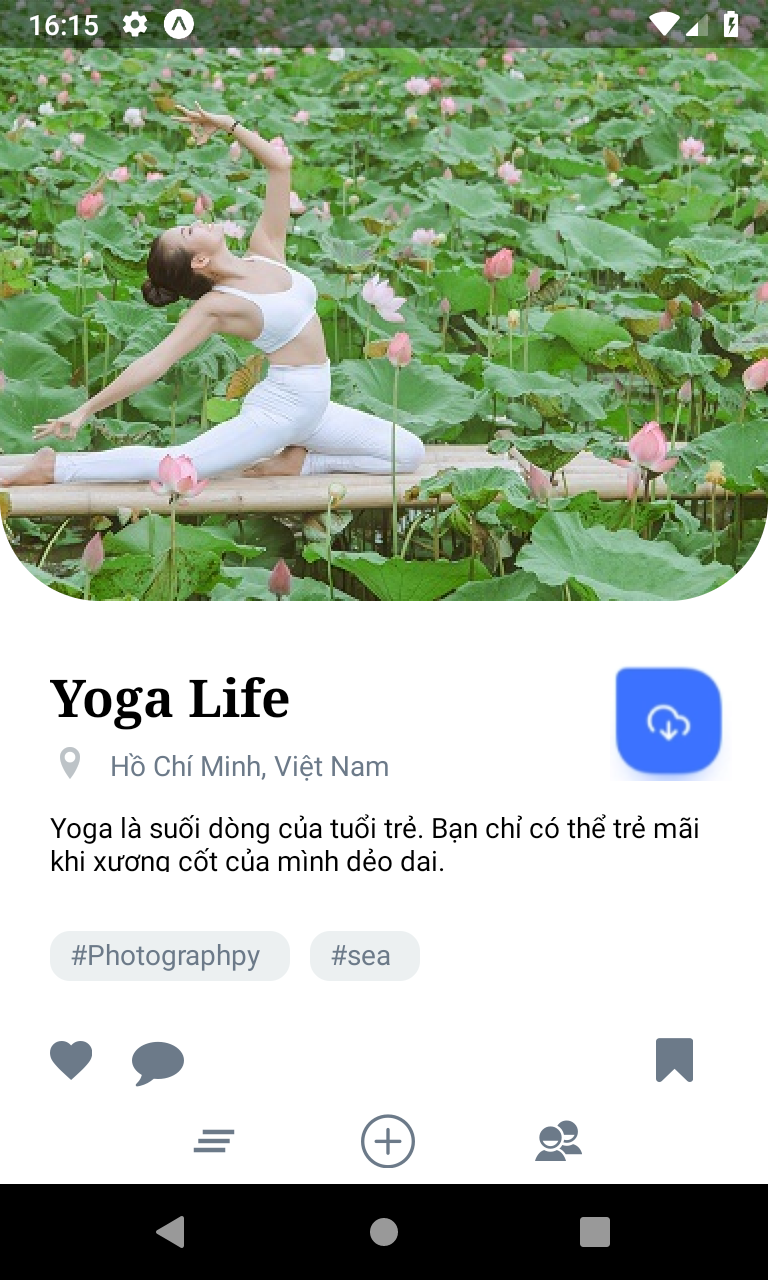 16:15
Yoga Life
Hồ Chí Minh, Việt Nam
Yoga là suối dòng của tuổi trẻ. Bạn chỉ có thể trẻ mãi
khi xương cốt của mình dẻo dai.
#Photographpy #sea